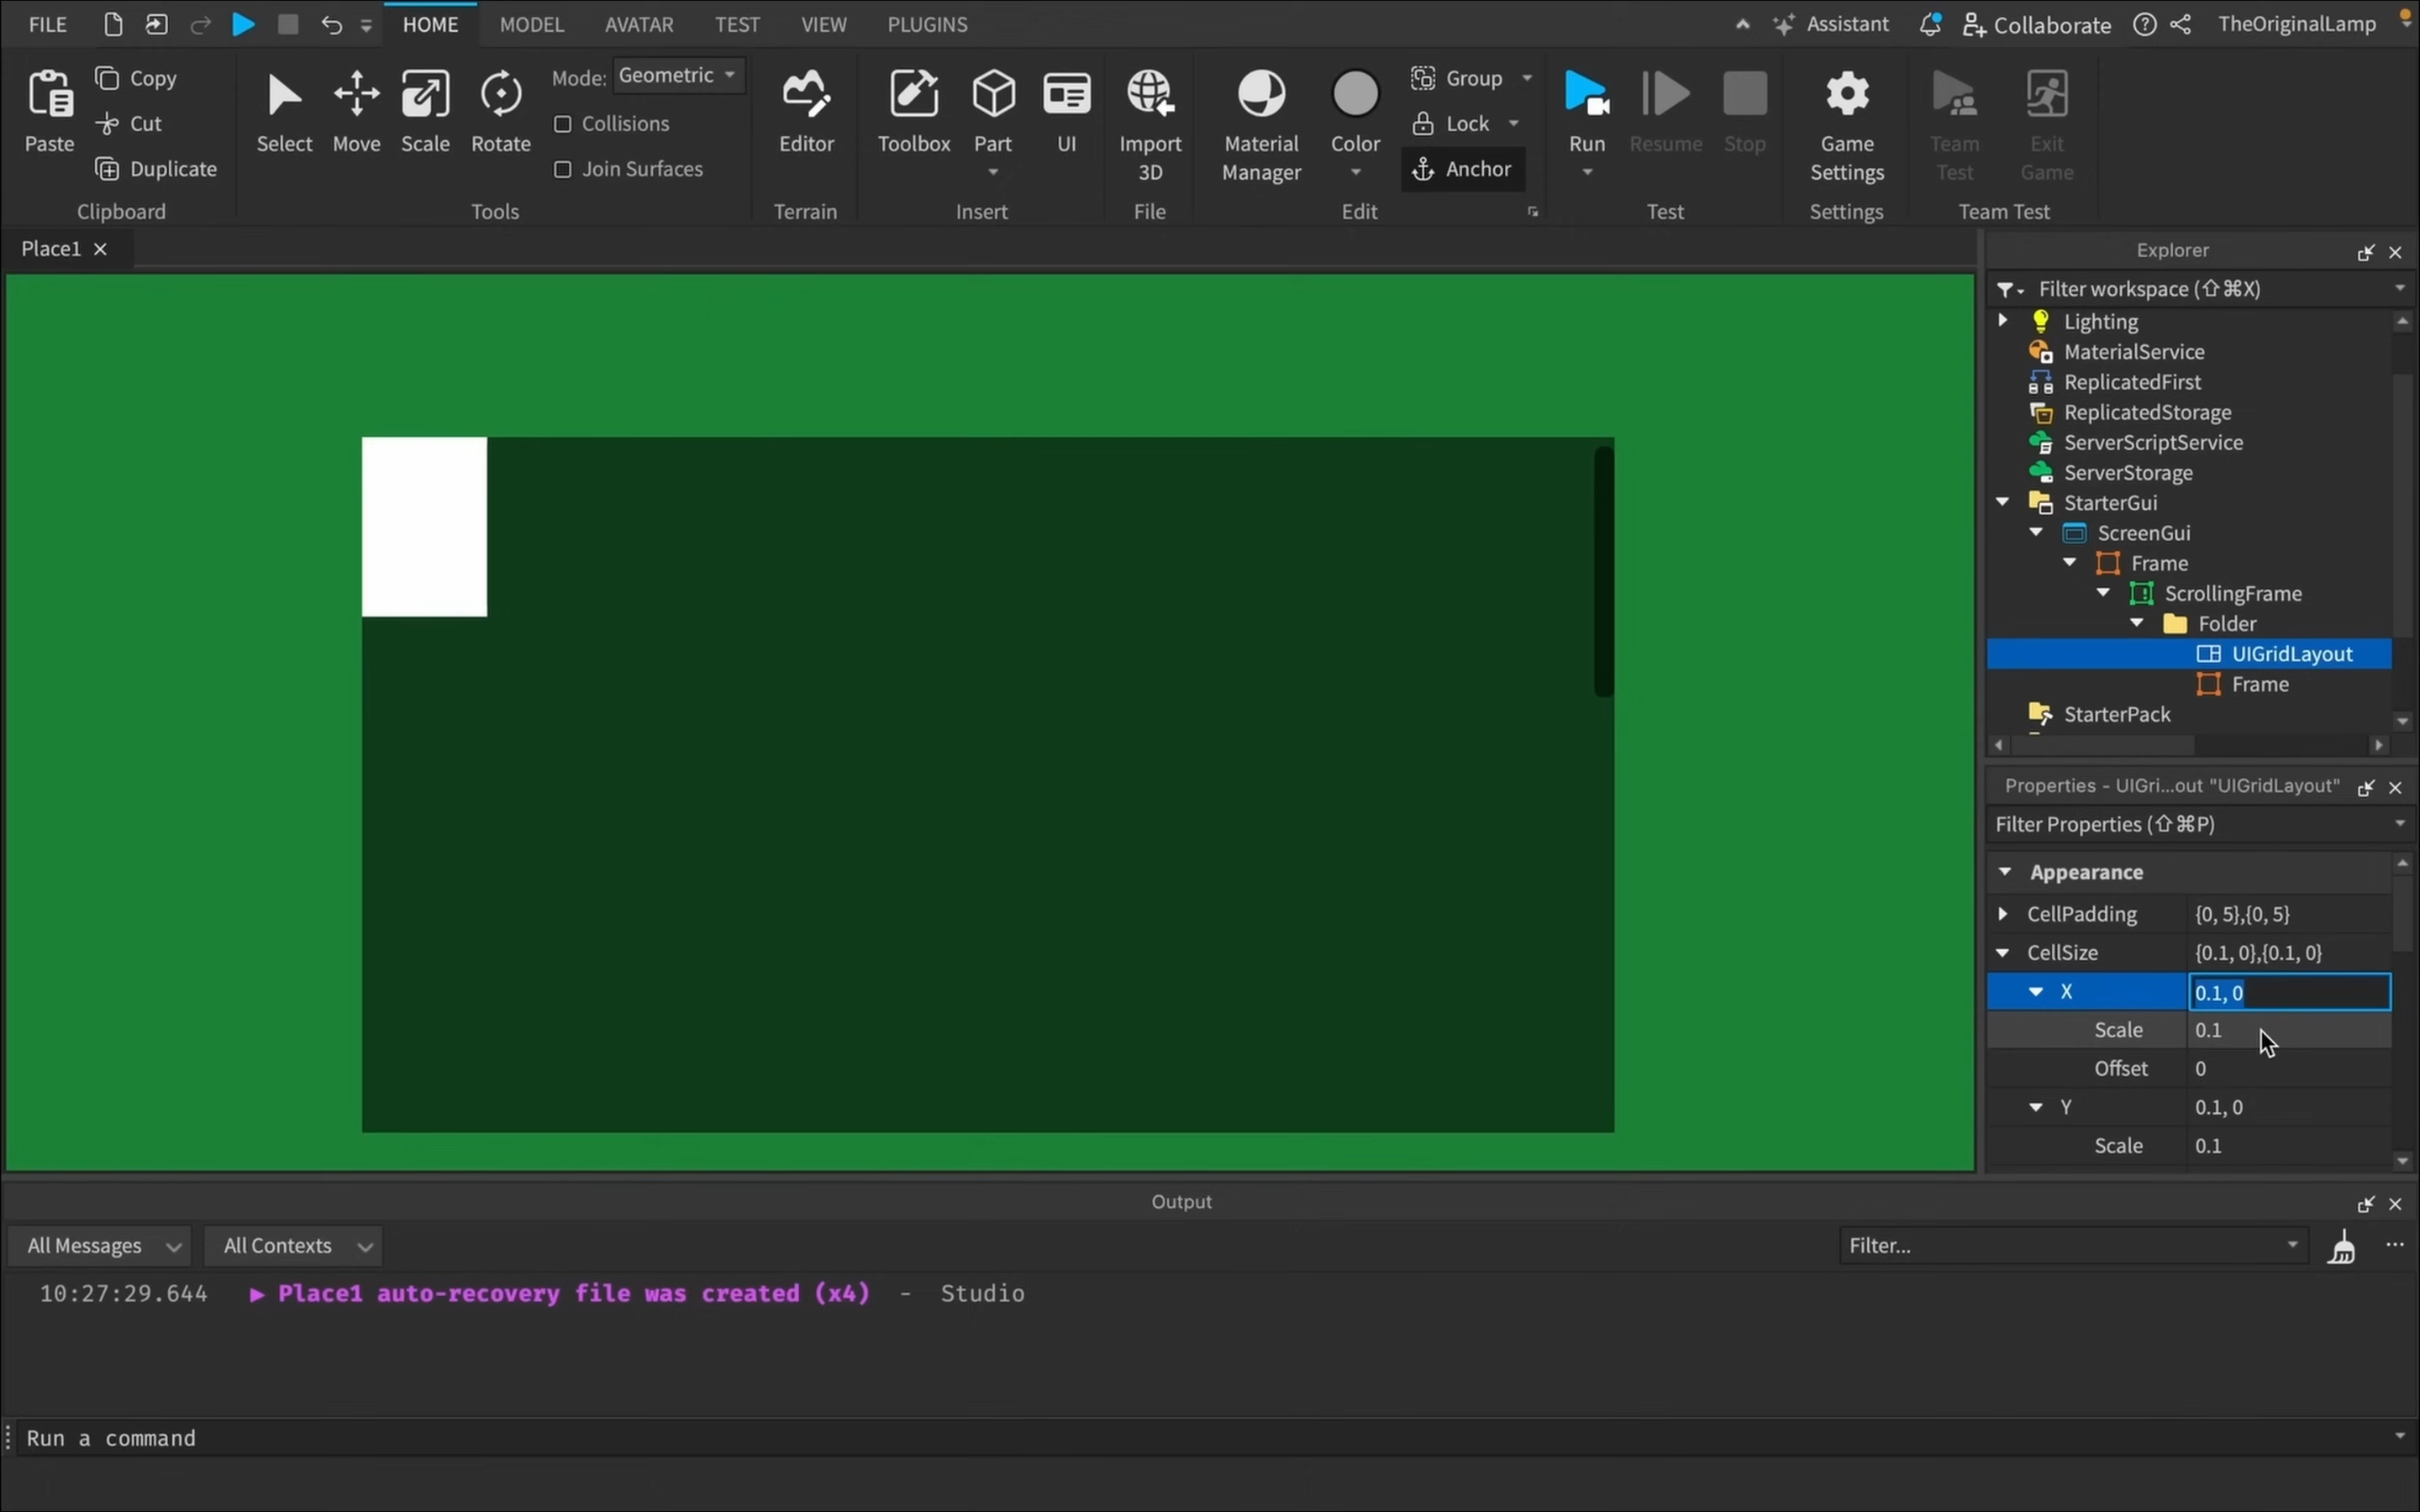 FILE
HOME
MODEL
AVATAR
TEST
VIEW
PLUGINS
Assistant
Collaborate
TheOriginalLamp
Paste
Copy
Cut
Duplicate
Clipboard
Select
Move
Scale
Rotate
Mode: Geometric
Collisions
Join Surfaces
Tools
Editor
Terrain
Toolbox
Part
UI
Insert
Import
3D
File
Material
Manager
Color
Group
Lock
Anchor
Edit
Run
Resume
Stop
Test
Game
Settings
Settings
Team
Test
Exit
Game
Team Test
Place1
Explorer
Filter workspace (⇧⌘X)
Lighting
MaterialService
ReplicatedFirst
ReplicatedStorage
ServerScriptService
ServerStorage
StarterGui
ScreenGui
Frame
ScrollingFrame
Folder
UIGridLayout
Frame
StarterPack
Properties - UIGri...out "UIGridLayout"
Filter Properties (⇧⌘P)
Appearance
CellPadding {0, 5},{0, 5}
CellSize {0.1, 0},{0.1, 0}
X 0.1, 0
Scale 0.1
Offset 0
Y 0.1, 0
Scale 0.1
Output
All Messages
All Contexts
Filter...
10:27:29.644 ▶ Place1 auto-recovery file was created (x4) - Studio
Run a command